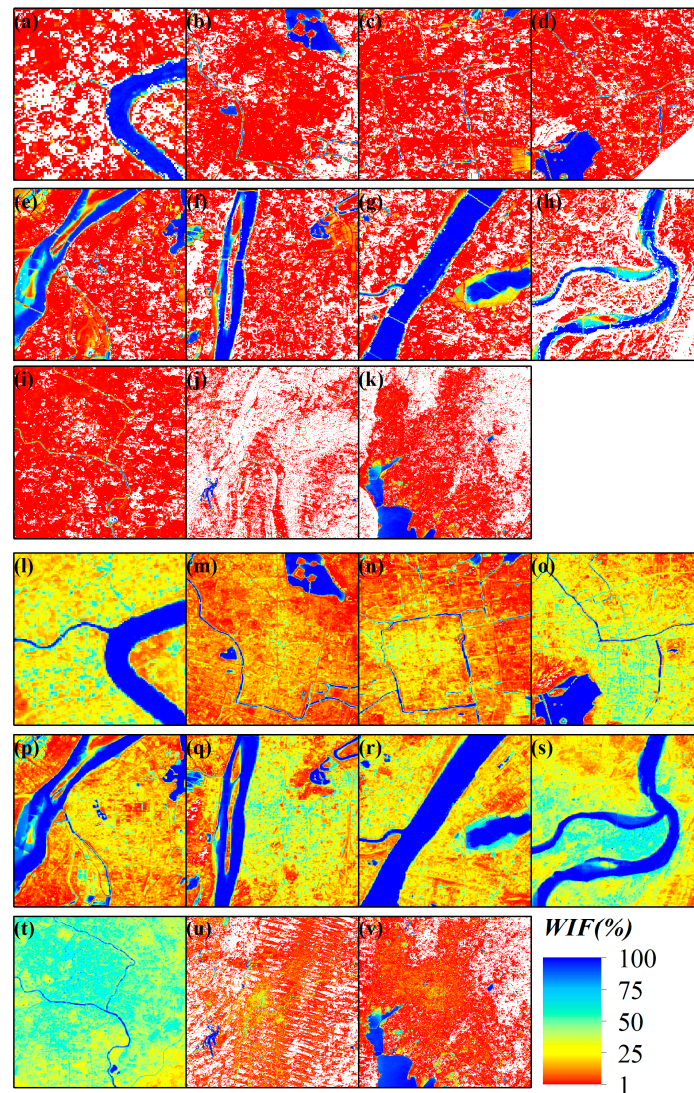 (a) (b) (c) (d)
(e) (f) (g) (h)
(i) (j) (k)
(l) (m) (n) (o)
(p) (q) (r) (s)
(t) (u) (v)
WIF(%)
100
75
50
25
1